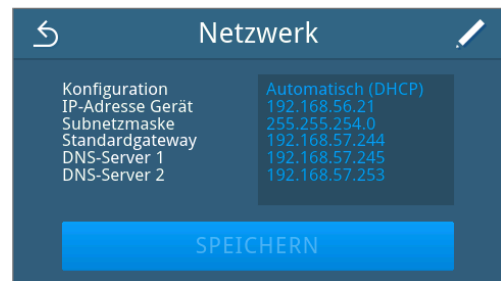 Netzwerk
Konfiguration Automatisch (DHCP)
IP-Adresse Gerät 192.168.56.21
Subnetzmaske 255.255.254.0
Standardgateway 192.168.57.244
DNS-Server 1 192.168.57.245
DNS-Server 2 192.168.57.253
SPEICHERN